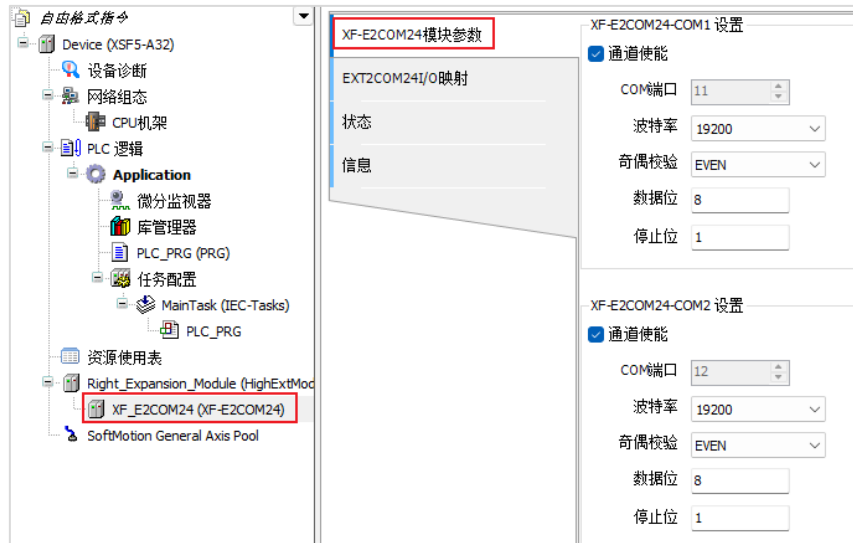 自由格式指令
Device (XSF5-A32)
设备诊断
网络组态
CPU机架
PLC 逻辑
Application
微分监视器
库管理器
PLC_PRG (PRG)
任务配置
MainTask (IEC-Tasks)
PLC_PRG
资源使用表
Right_Expansion_Module (HighExtMod
XF_E2COM24 (XF-E2COM24)
SoftMotion General Axis Pool
XF-E2COM24模块参数
EXT2COM24I/O映射
状态
信息
XF-E2COM24-COM1 设置
通道使能
COM端口 11
波特率 19200
奇偶校验 EVEN
数据位 8
停止位 1
XF-E2COM24-COM2 设置
通道使能
COM端口 12
波特率 19200
奇偶校验 EVEN
数据位 8
停止位 1